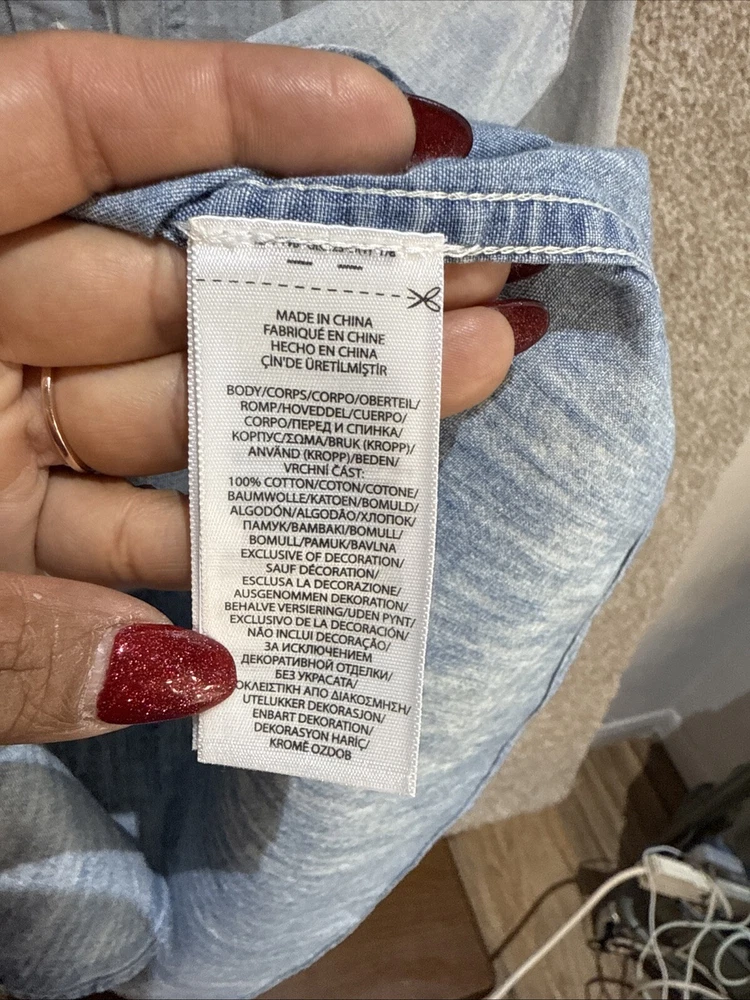 MADE IN CHINA
FABRIQUÉ EN CHINE
HECHO EN CHINA
ÇİN'DE ÜRETİLMİŞTİR
BODY/CORPS/CORPO/OBERTEIL/
ROMP/HOVEDDEL/CUERPO/
CORPO/ПЕРЕД И СПИНКА/
КОРПУС/ΣΩΜΑ/BRUK (KROPP)/
ANVÄND (KROPP)/BEDEN/
VRCHNÍ ČÁST:
100% COTTON/COTON/COTONE/
BAUMWOLLE/KATOEN/BOMULD/
ALGODÓN/ALGODÃO/ХЛОПОК/
ПАМУК/ΒΑΜΒΑΚΙ/BOMULL/
BOMULL/PAMUK/BAVLNA
EXCLUSIVE OF DECORATION/
SAUF DÉCORATION/
ESCLUSA LA DECORAZIONE/
AUSGENOMMEN DEKORATION/
BEHALVE VERSIERING/UDEN PYNT/
EXCLUSIVO DE LA DECORACIÓN/
NÃO INCLUI DECORAÇÃO/
ЗА ИСКЛЮЧЕНИЕМ
ДЕКОРАТИВНОЙ ОТДЕЛКИ/
БЕЗ УКРАСАТА/
ΟΚΛΕΙΣΤΙΚΗ ΑΠΟ ΔΙΑΚΟΣΜΗΣΗ/
UTELUKKER DEKORASJON/
ENBART DEKORATION/
DEKORASYON HARİÇ/
KROMĚ OZDOB